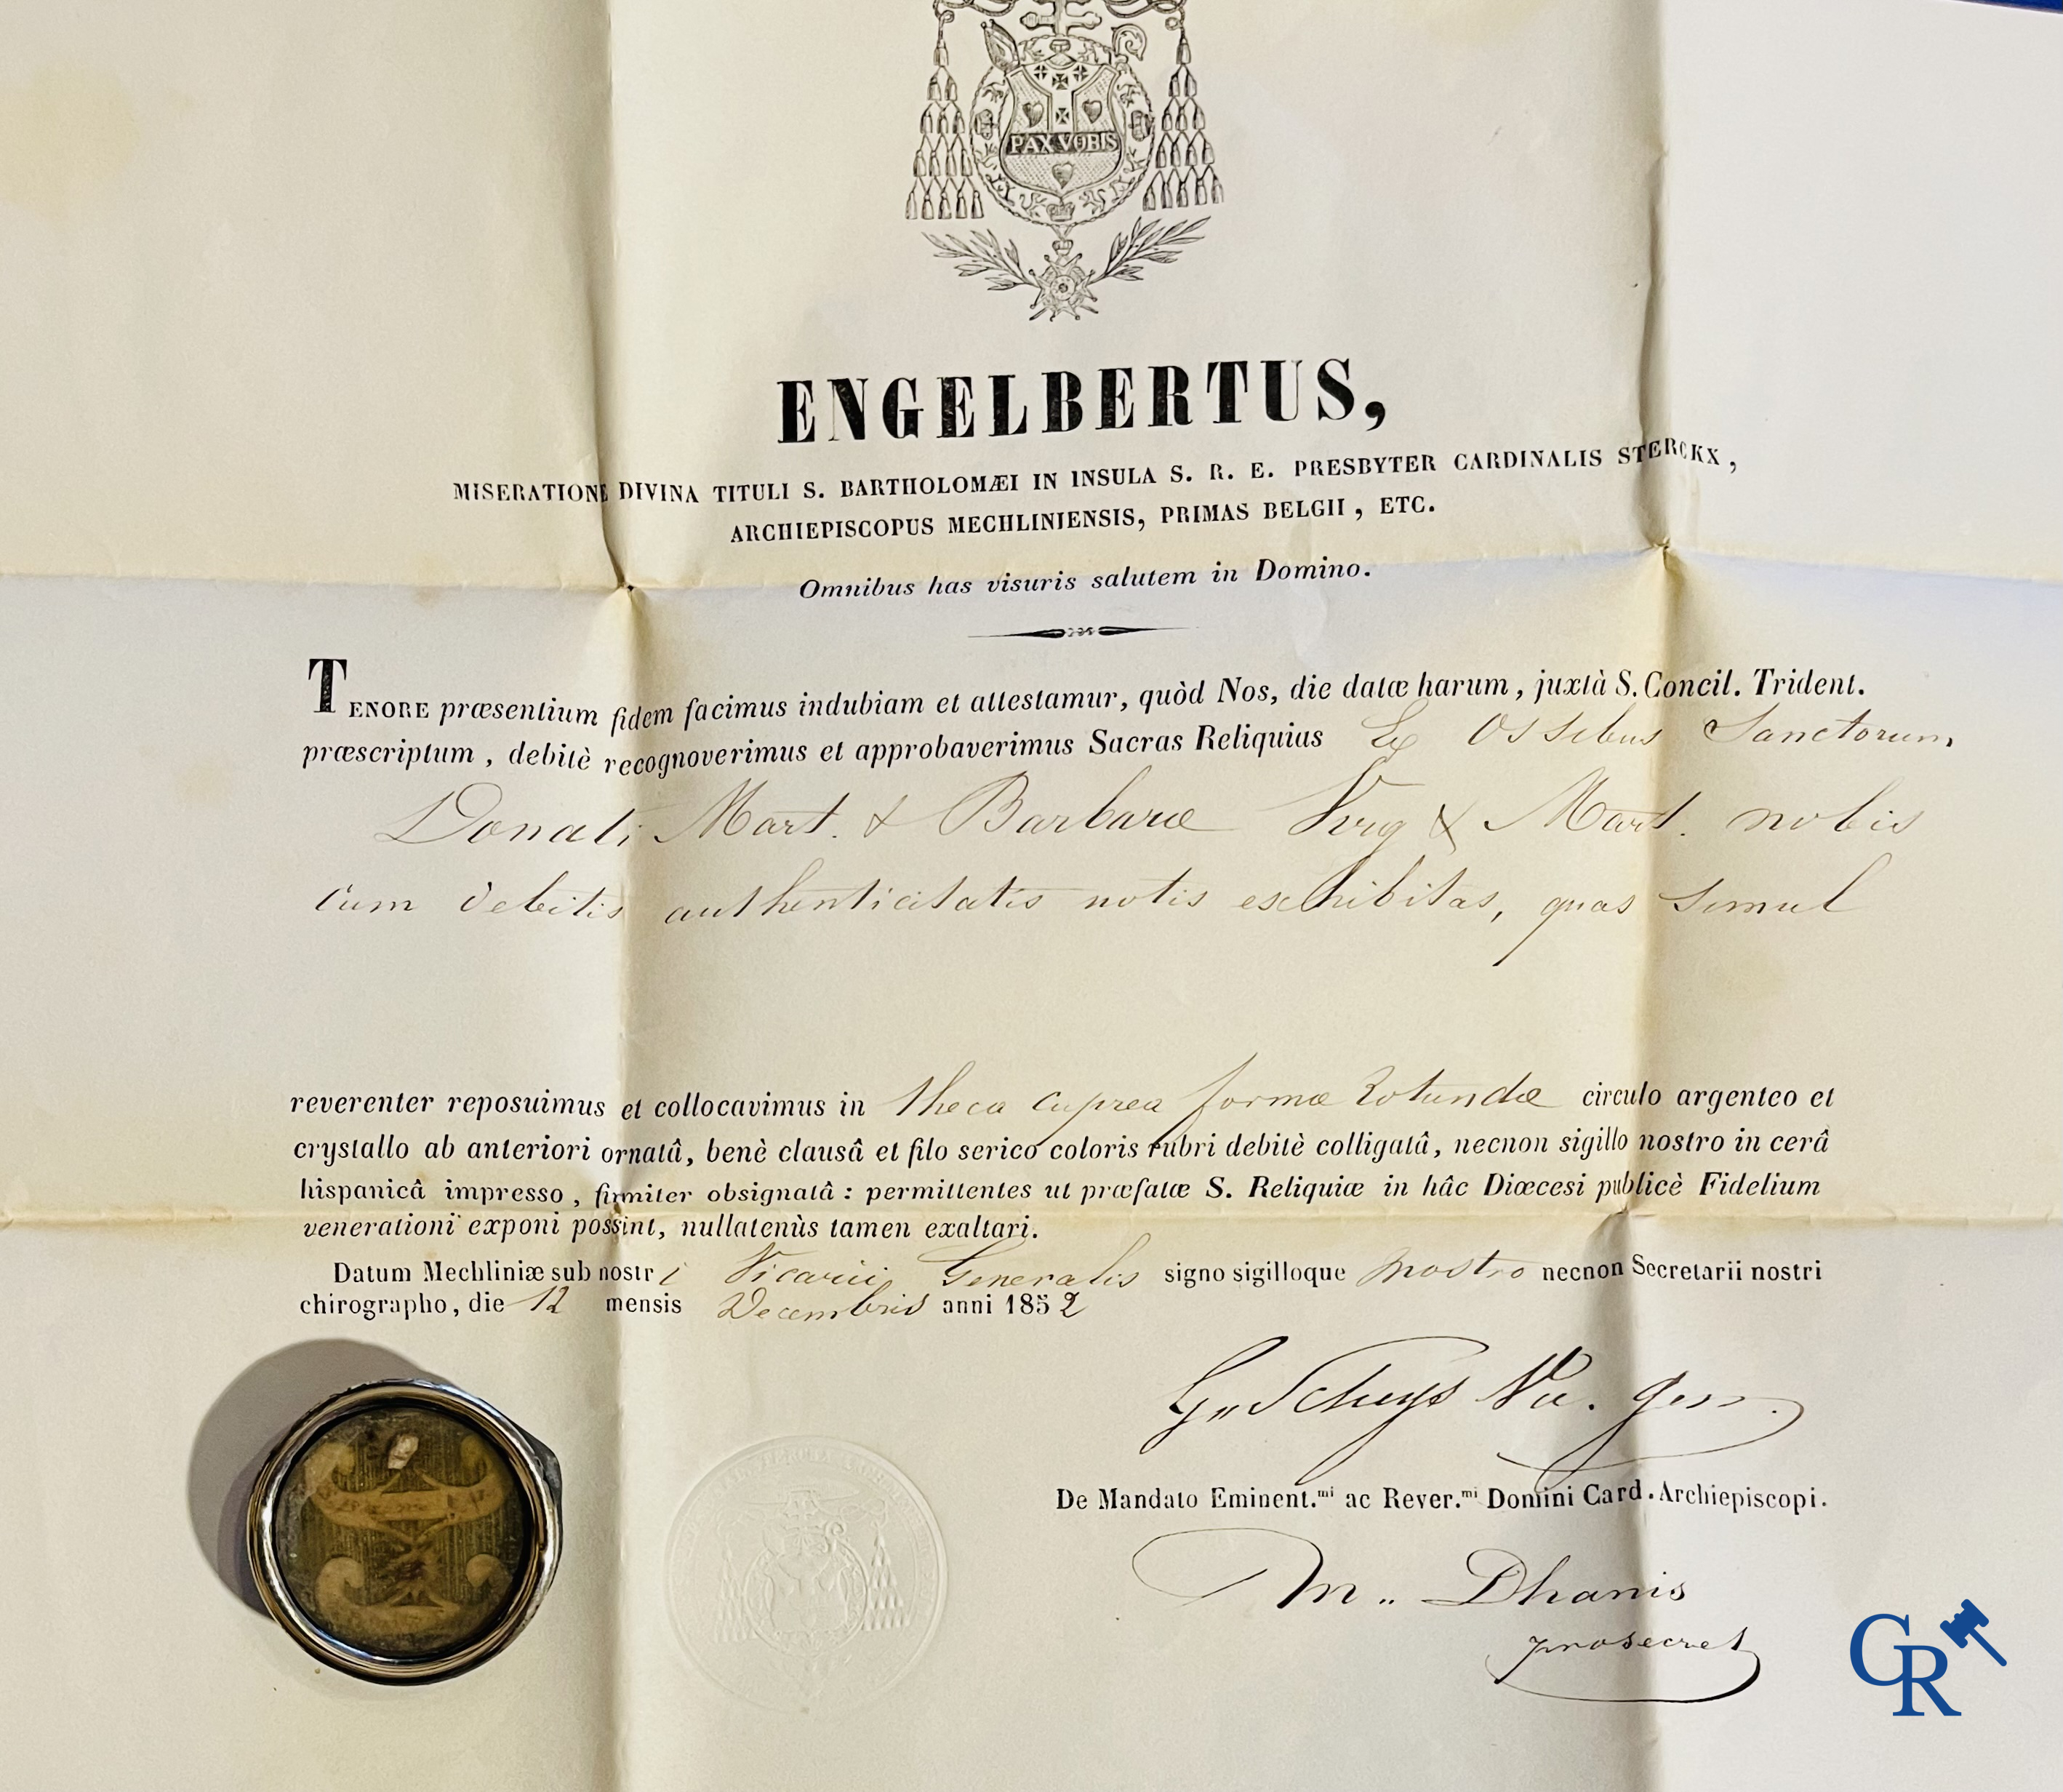 PAX VOBIS
ENGELBERTUS,
MISERATIONE DIVINA TITULI S. BARTHOLOMÆI IN INSULA S. R. E. PRESBYTER CARDINALIS STERCKX,
ARCHIEPISCOPUS MECHLINIENSIS, PRIMAS BELGII, ETC.
Omnibus has visuris salutem in Domino.
TENORE præsentium fidem facimus indubiam et attestamur, quòd Nos, die datæ harum, juxtà S. Concil. Trident.
præscriptum, debitè recognoverimus et approbaverimus Sacras Reliquias Ex Ossibus Sanctorum
Donati Mart. & Barbaræ Virg & Mart. nobis
cum debitis authenticitatis notis exhibitas, quas simul
reverenter reposuimus et collocavimus in theca cuprea formæ rotundæ circulo argenteo et
crystallo ab anteriori ornatâ, benè clausâ et filo serico coloris rubri debitè colligatâ, necnon sigillo nostro in cerâ
hispanicâ impresso, firmiter obsignatâ: permittentes ut præfatæ S. Reliquiæ in hâc Diœcesi publicè Fidelium
venerationi exponi possint, nullatenùs tamen exaltari.
Datum Mechliniæ sub nostri Vicarii Generalis signo sigilloque nostro necnon Secretarii nostri
chirographo, die 12 mensis Decembris anni 1852
Vic. gen.
De Mandato Eminent.mi ac Rever.mi Domini Card. Archiepiscopi.
M. Dhanis
prosecret
CR